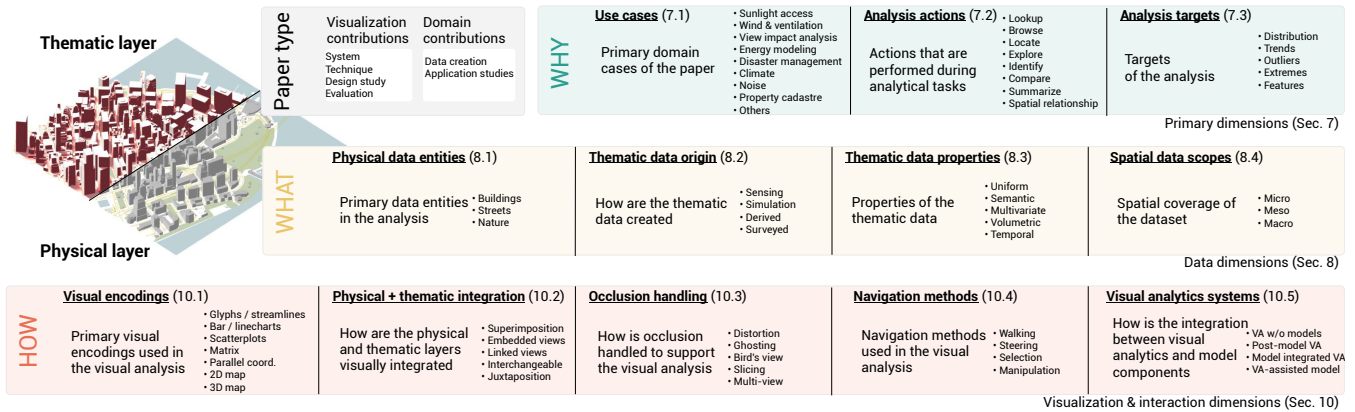 Thematic layer
Physical layer
Paper type
Visualization contributions
System
Technique
Design study
Evaluation
Domain contributions
Data creation
Application studies
WHY
Use cases (7.1)
Primary domain
cases of the paper
• Sunlight access
• Wind & ventilation
• View impact analysis
• Energy modeling
• Disaster management
• Climate
• Noise
• Property cadastre
• Others
Analysis actions (7.2)
Actions that are
performed during
analytical tasks
• Lookup
• Browse
• Locate
• Explore
• Identify
• Compare
• Summarize
• Spatial relationship
Analysis targets (7.3)
Targets
of the analysis
• Distribution
• Trends
• Outliers
• Extremes
• Features
Primary dimensions (Sec. 7)
WHAT
Physical data entities (8.1)
Primary data entities
in the analysis
• Buildings
• Streets
• Nature
Thematic data origin (8.2)
How are the thematic
data created
• Sensing
• Simulation
• Derived
• Surveyed
Thematic data properties (8.3)
Properties of the
thematic data
• Uniform
• Semantic
• Multivariate
• Volumetric
• Temporal
Spatial data scopes (8.4)
Spatial coverage of
the dataset
• Micro
• Meso
• Macro
Data dimensions (Sec. 8)
HOW
Visual encodings (10.1)
Primary visual
encodings used in
the visual analysis
• Glyphs / streamlines
• Bar / linecharts
• Scatterplots
• Matrix
• Parallel coord.
• 2D map
• 3D map
Physical + thematic integration (10.2)
How are the physical
and thematic layers
visually integrated
• Superimposition
• Embedded views
• Linked views
• Interchangeable
• Juxtaposition
Occlusion handling (10.3)
How is occlusion
handled to support
the visual analysis
• Distortion
• Ghosting
• Bird's view
• Slicing
• Multi-view
Navigation methods (10.4)
Navigation methods
used in the visual
analysis
• Walking
• Steering
• Selection
• Manipulation
Visual analytics systems (10.5)
How is the integration
between visual
analytics and model
components
• VA w/o models
• Post-model VA
• Model integrated VA
• VA-assisted model
Visualization & interaction dimensions (Sec. 10)